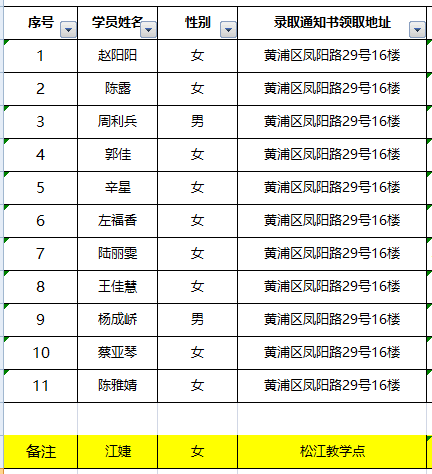 序号 学员姓名 性别 录取通知书领取地址
1 赵阳阳 女 黄浦区凤阳路29号16楼
2 陈露 女 黄浦区凤阳路29号16楼
3 周利兵 男 黄浦区凤阳路29号16楼
4 郭佳 女 黄浦区凤阳路29号16楼
5 辛星 女 黄浦区凤阳路29号16楼
6 左福香 女 黄浦区凤阳路29号16楼
7 陆丽雯 女 黄浦区凤阳路29号16楼
8 王佳慧 女 黄浦区凤阳路29号16楼
9 杨成峤 男 黄浦区凤阳路29号16楼
10 蔡亚琴 女 黄浦区凤阳路29号16楼
11 陈雅婧 女 黄浦区凤阳路29号16楼
备注 江婕 女 松江教学点